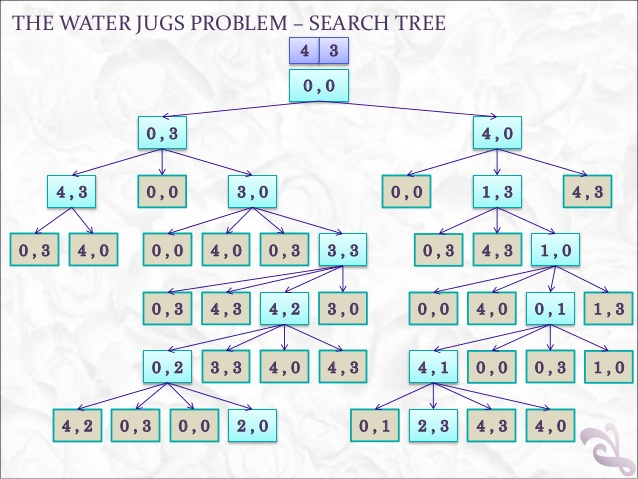 THE WATER JUGS PROBLEM – SEARCH TREE
4 3
0,0
0,3 4,0
4,3 0,0 3,0 0,0 1,3 4,3
0,3 4,0 0,0 4,0 0,3 3,3 0,3 4,3 1,0
0,3 4,3 4,2 3,0 0,0 4,0 0,1 1,3
0,2 3,3 4,0 4,3 4,1 0,0 0,3 1,0
4,2 0,3 0,0 2,0 0,1 2,3 4,3 4,0